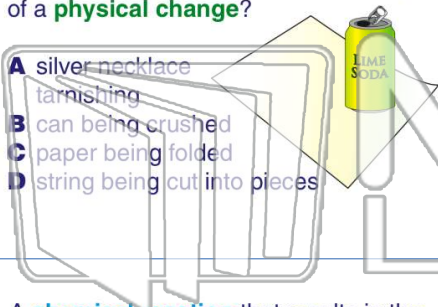 of a physical change?
A silver necklace
tarnishing
B can being crushed
C paper being folded
D string being cut into pieces
LIME
SODA